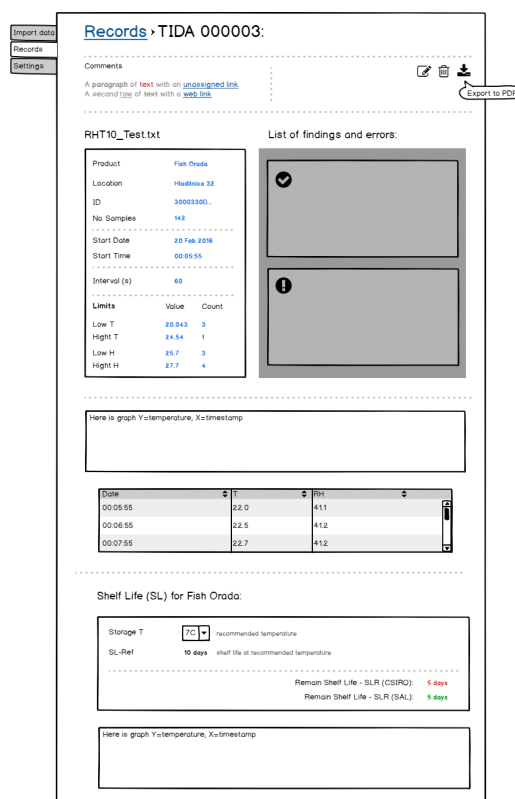 Import data
Records
Settings
Records › TIDA 000003:
Comments
A paragraph of text with an unassigned link.
A second row of text with a web link.
Export to PDF
RHT10_Test.txt
List of findings and errors:
Product Fish Orada
Location Hladilnica 32
ID 3000330D...
No. Samples 142
Start Date 20 Feb 2016
Start Time 00:05:55
Interval (s) 60
Limits Value Count
Low T 20.043 3
Hight T 24.54 1
Low H 25.7 3
Hight H 27.7 4
Here is graph Y=temperature, X=timestamp
Date T RH
00:05:55 22.0 41.1
00:06:55 22.5 41.2
00:07:55 22.7 41.2
Shelf Life (SL) for Fish Orada:
Storage T 7C recommended temperature
SL-Ref 10 days shelf life at recommended temperature
Remain Shelf Life - SLR (CSIRO): 5 days
Remain Shelf Life - SLR (SAL): 5 days
Here is graph Y=temperature, X=timestamp